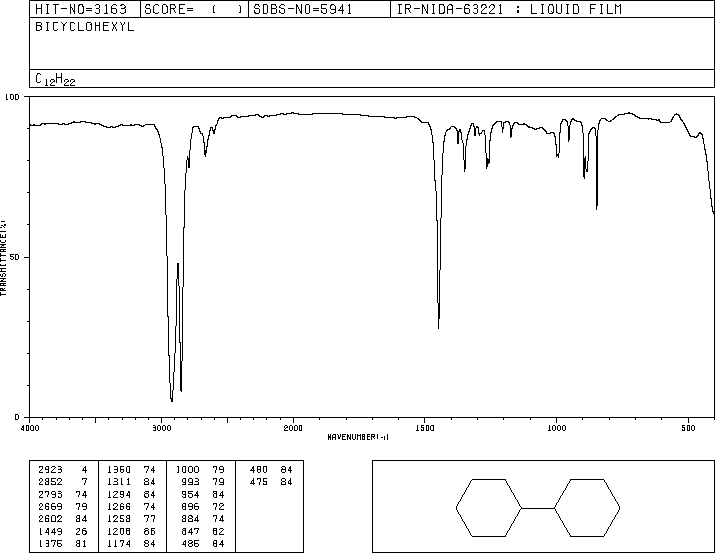 HIT-NO=3163 SCORE= ( ) SDBS-NO=5941 IR-NIDA-63221 : LIQUID FILM
BICYCLOHEXYL
C12H22
100
50
0
TRANSMITTANCE(%)
4000 3000 2000 1500 1000 500
WAVENUMBER(-1)
2923 4 1350 74 1000 79 480 84
2852 7 1311 84 993 79 475 84
2793 74 1294 84 954 84
2669 79 1266 74 896 72
2602 84 1258 77 884 74
1449 26 1208 86 847 62
1375 81 1174 84 485 84